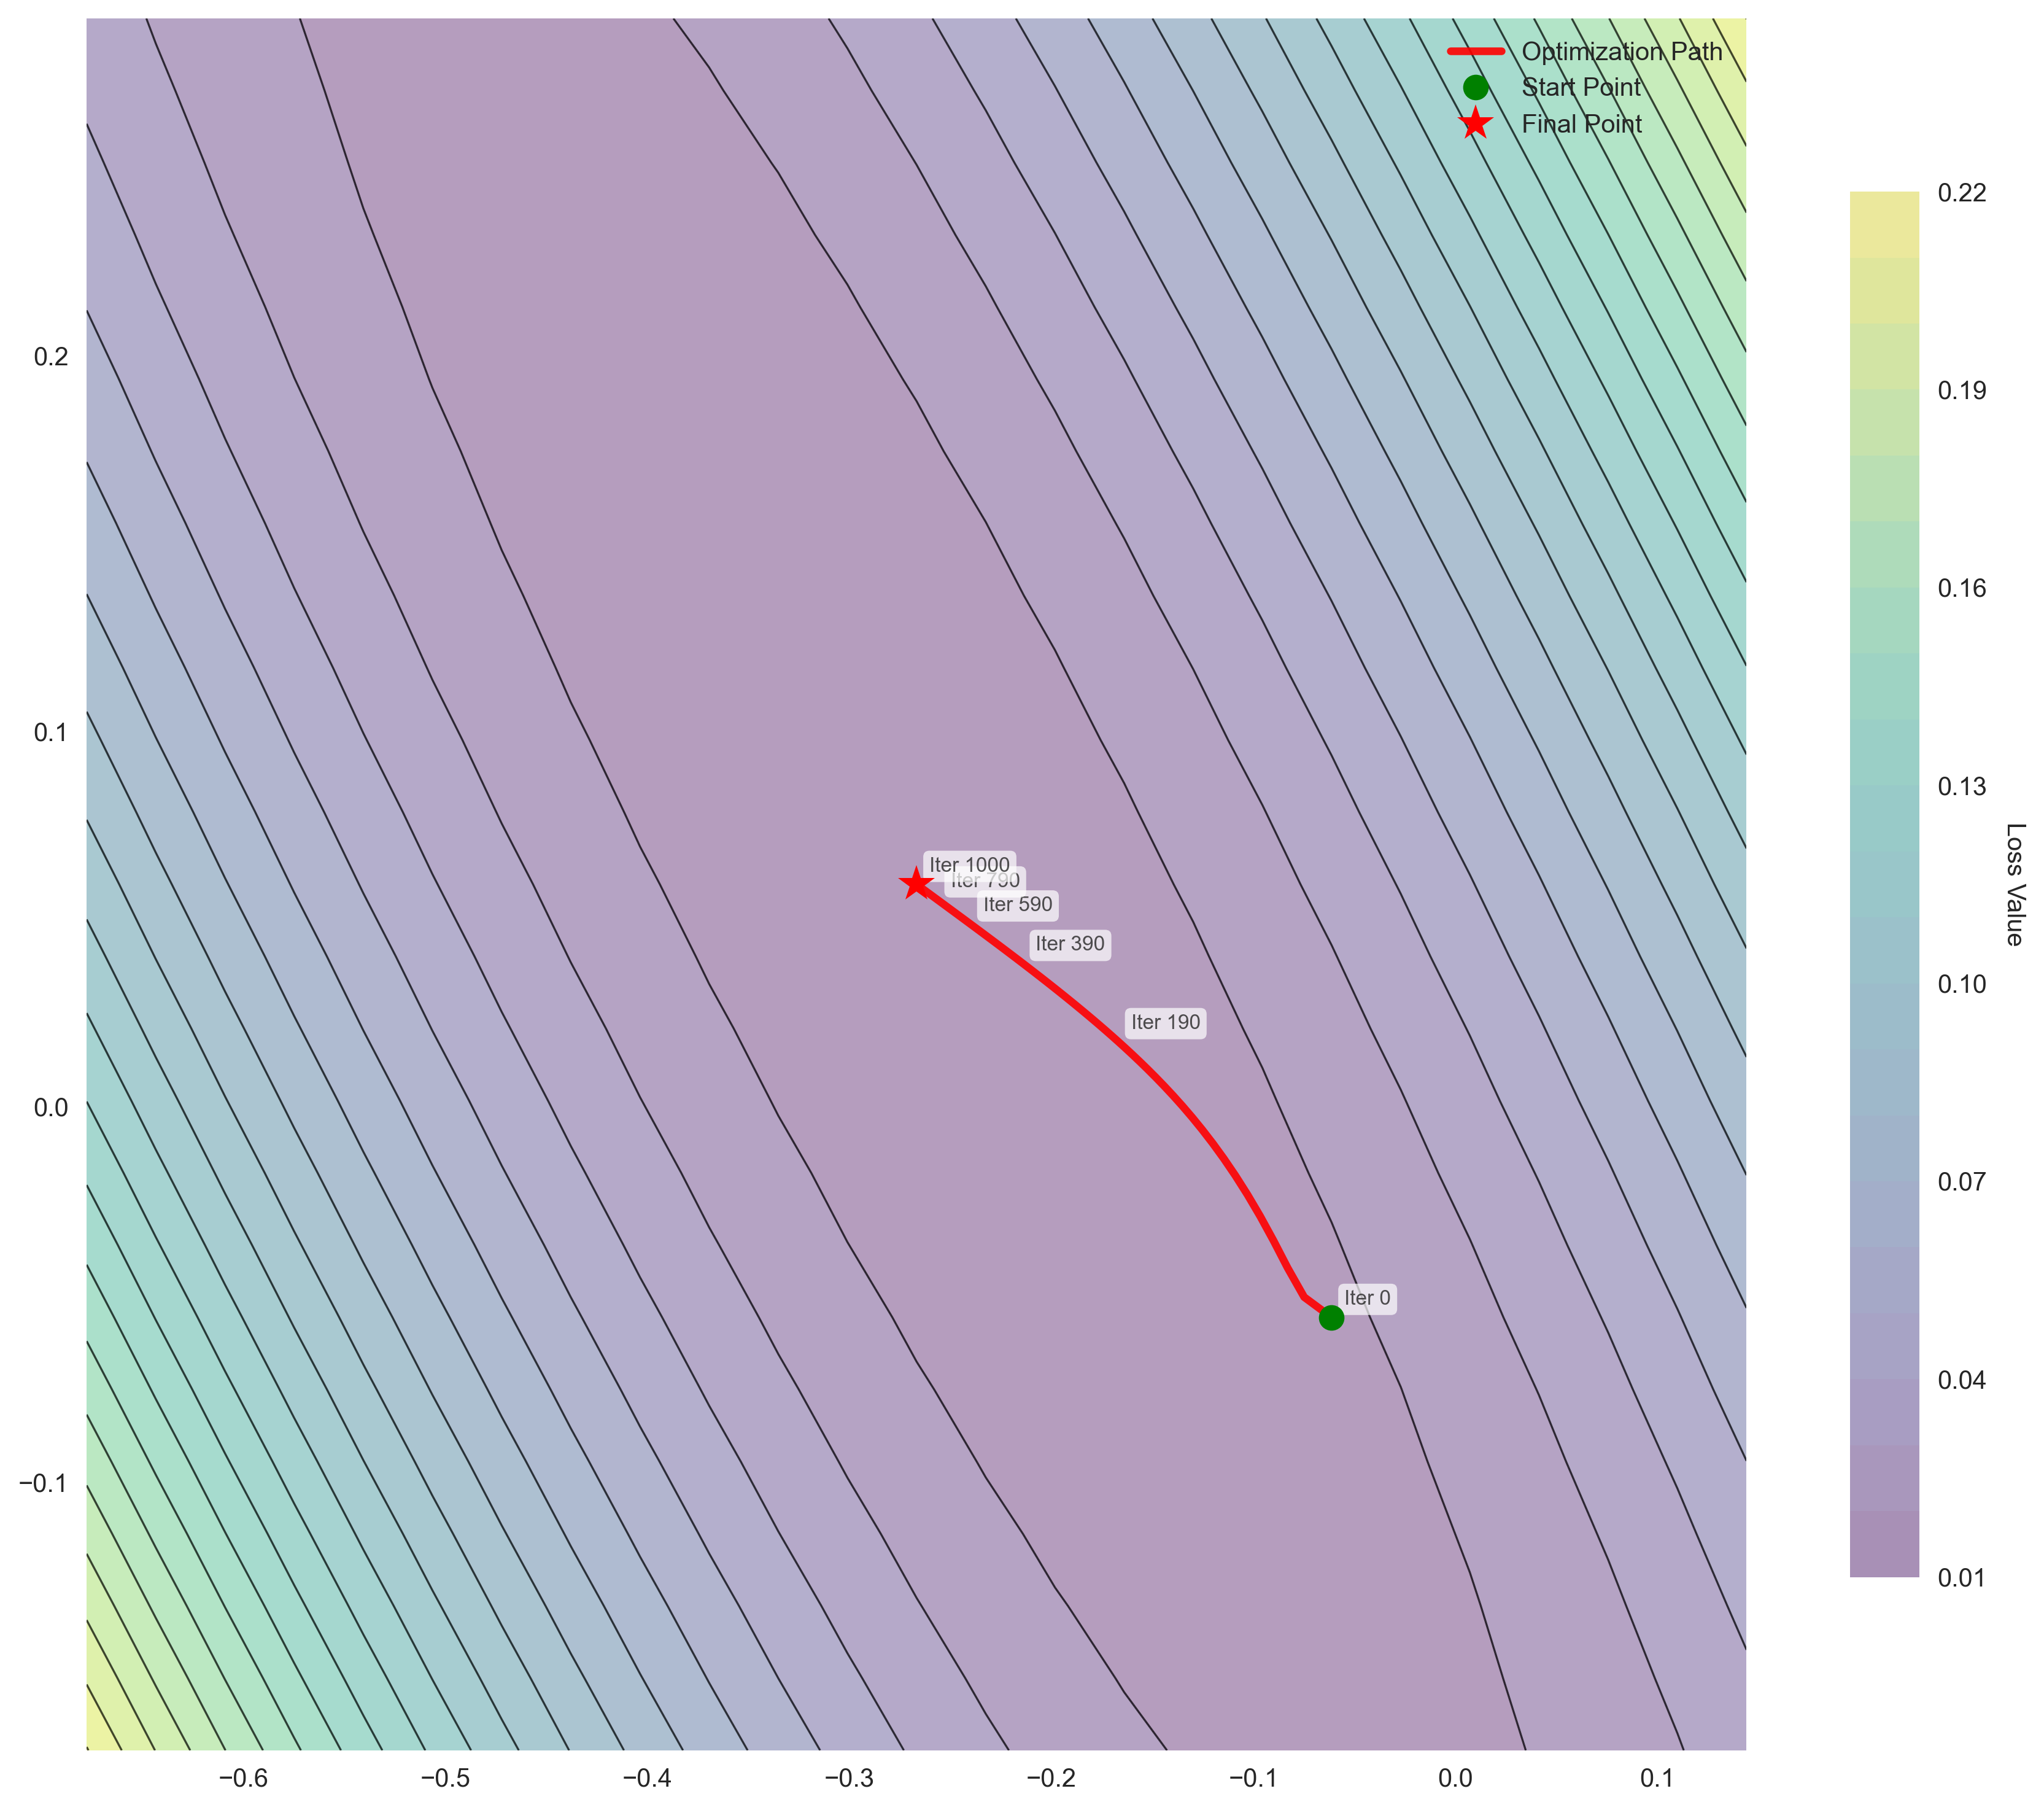 Optimization Path
Start Point
Final Point
0.2
0.1
0.0
−0.1
−0.6
−0.5
−0.4
−0.3
−0.2
−0.1
0.0
0.1
Iter 1000
Iter 790
Iter 590
Iter 390
Iter 190
Iter 0
0.22
0.19
0.16
0.13
0.10
0.07
0.04
0.01
Loss Value